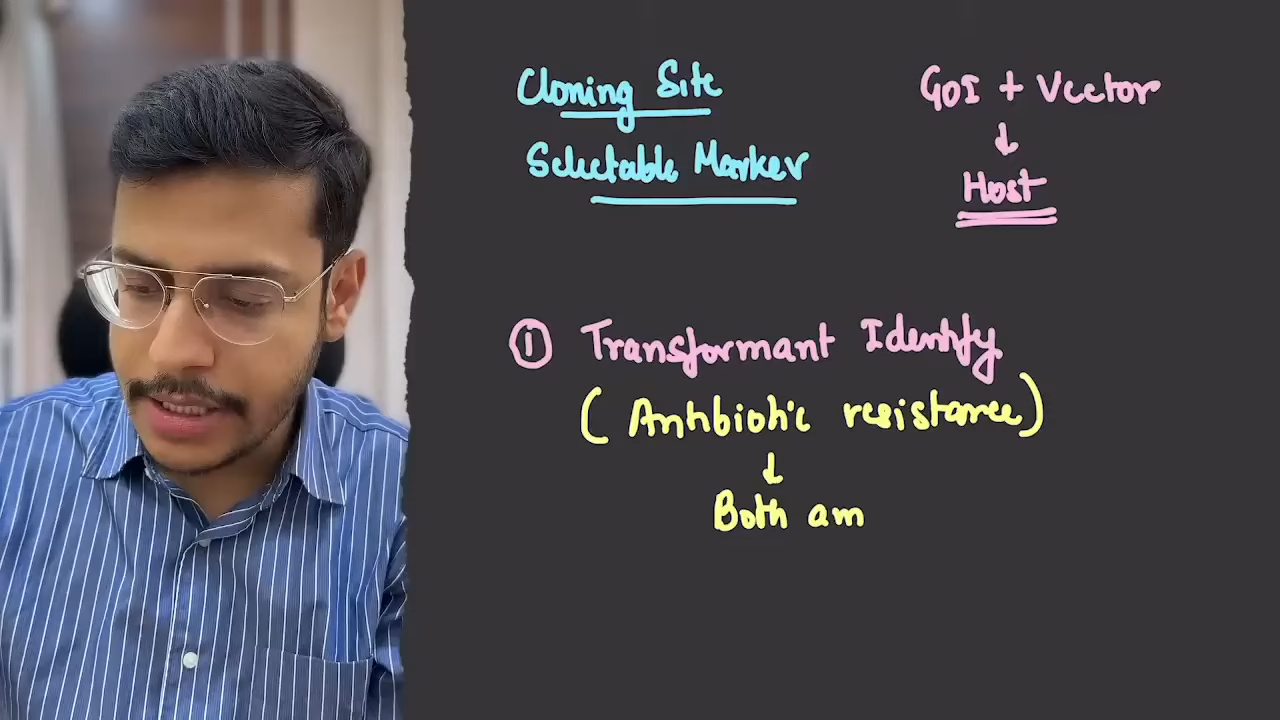 Cloning Site
Selectable Marker
GOI + Vector
↓
Host
① Transformant Identify
(Antibiotic resistance)
↓
Both am